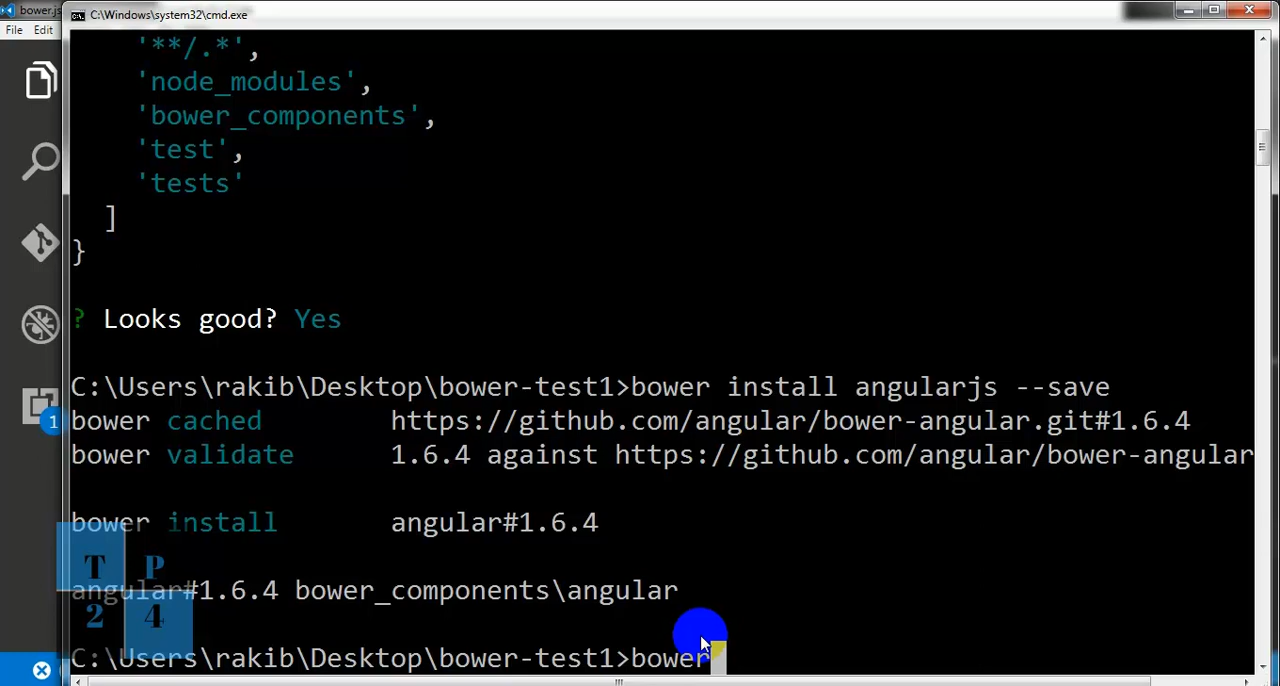 bower.js
C:\Windows\system32\cmd.exe
File Edit
'**/.*',
'node_modules',
'bower_components',
'test',
'tests'
]
}
? Looks good? Yes
C:\Users\rakib\Desktop\bower-test1>bower install angularjs --save
bower cached https://github.com/angular/bower-angular.git#1.6.4
bower validate 1.6.4 against https://github.com/angular/bower-angular
1
bower install angular#1.6.4
T P
angular#1.6.4 bower_components\angular
2 4
C:\Users\rakib\Desktop\bower-test1>bower